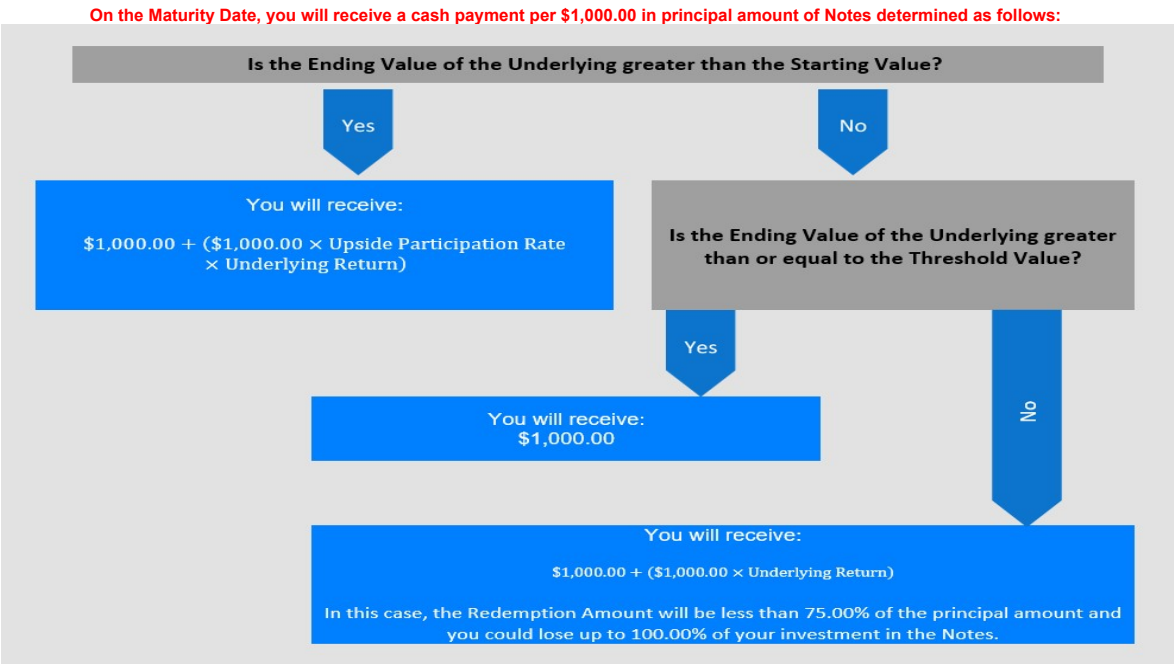 On the Maturity Date, you will receive a cash payment per $1,000.00 in principal amount of Notes determined as follows:
Is the Ending Value of the Underlying greater than the Starting Value?
Yes
No
You will receive:
$1,000.00 + ($1,000.00 × Upside Participation Rate
× Underlying Return)
Is the Ending Value of the Underlying greater
than or equal to the Threshold Value?
Yes
No
You will receive:
$1,000.00
You will receive:
$1,000.00 + ($1,000.00 × Underlying Return)
In this case, the Redemption Amount will be less than 75.00% of the principal amount and
you could lose up to 100.00% of your investment in the Notes.